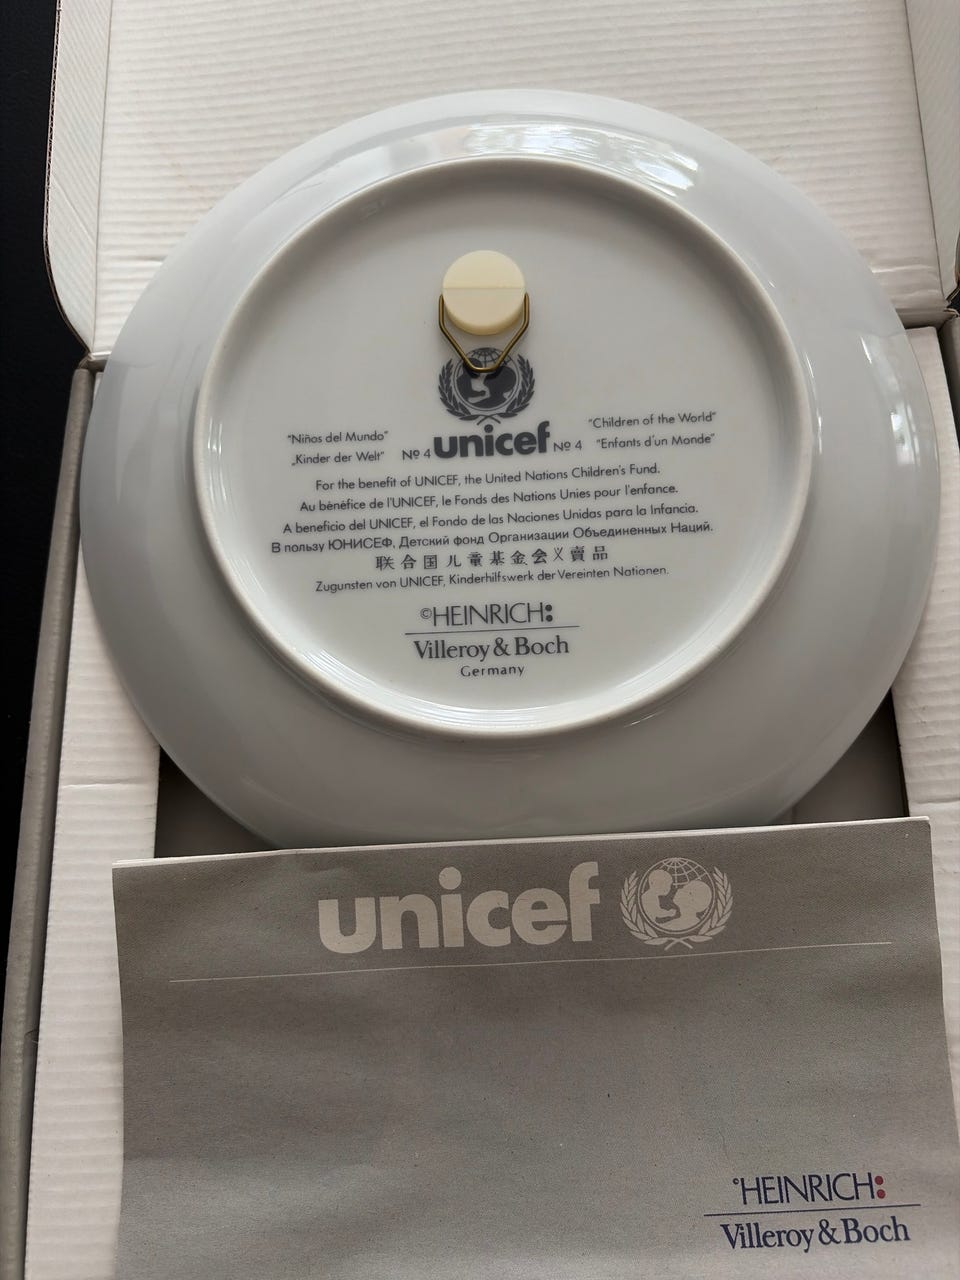 "Niños del Mundo" "Children of the World"
„Kinder der Welt" Nº 4 unicef Nº 4 "Enfants d'un Monde"
For the benefit of UNICEF, the United Nations Children's Fund.
Au bénéfice de l'UNICEF, le Fonds des Nations Unies pour l'enfance.
A beneficio del UNICEF, el Fondo de las Naciones Unidas para la Infancia.
В пользу ЮНИСЕФ, Детский фонд Организации Объединенных Наций.
联合国儿童基金会义賣品
Zugunsten von UNICEF, Kinderhilfswerk der Vereinten Nationen.
©HEINRICH:
Villeroy & Boch
Germany
unicef
°HEINRICH:
Villeroy & Boch